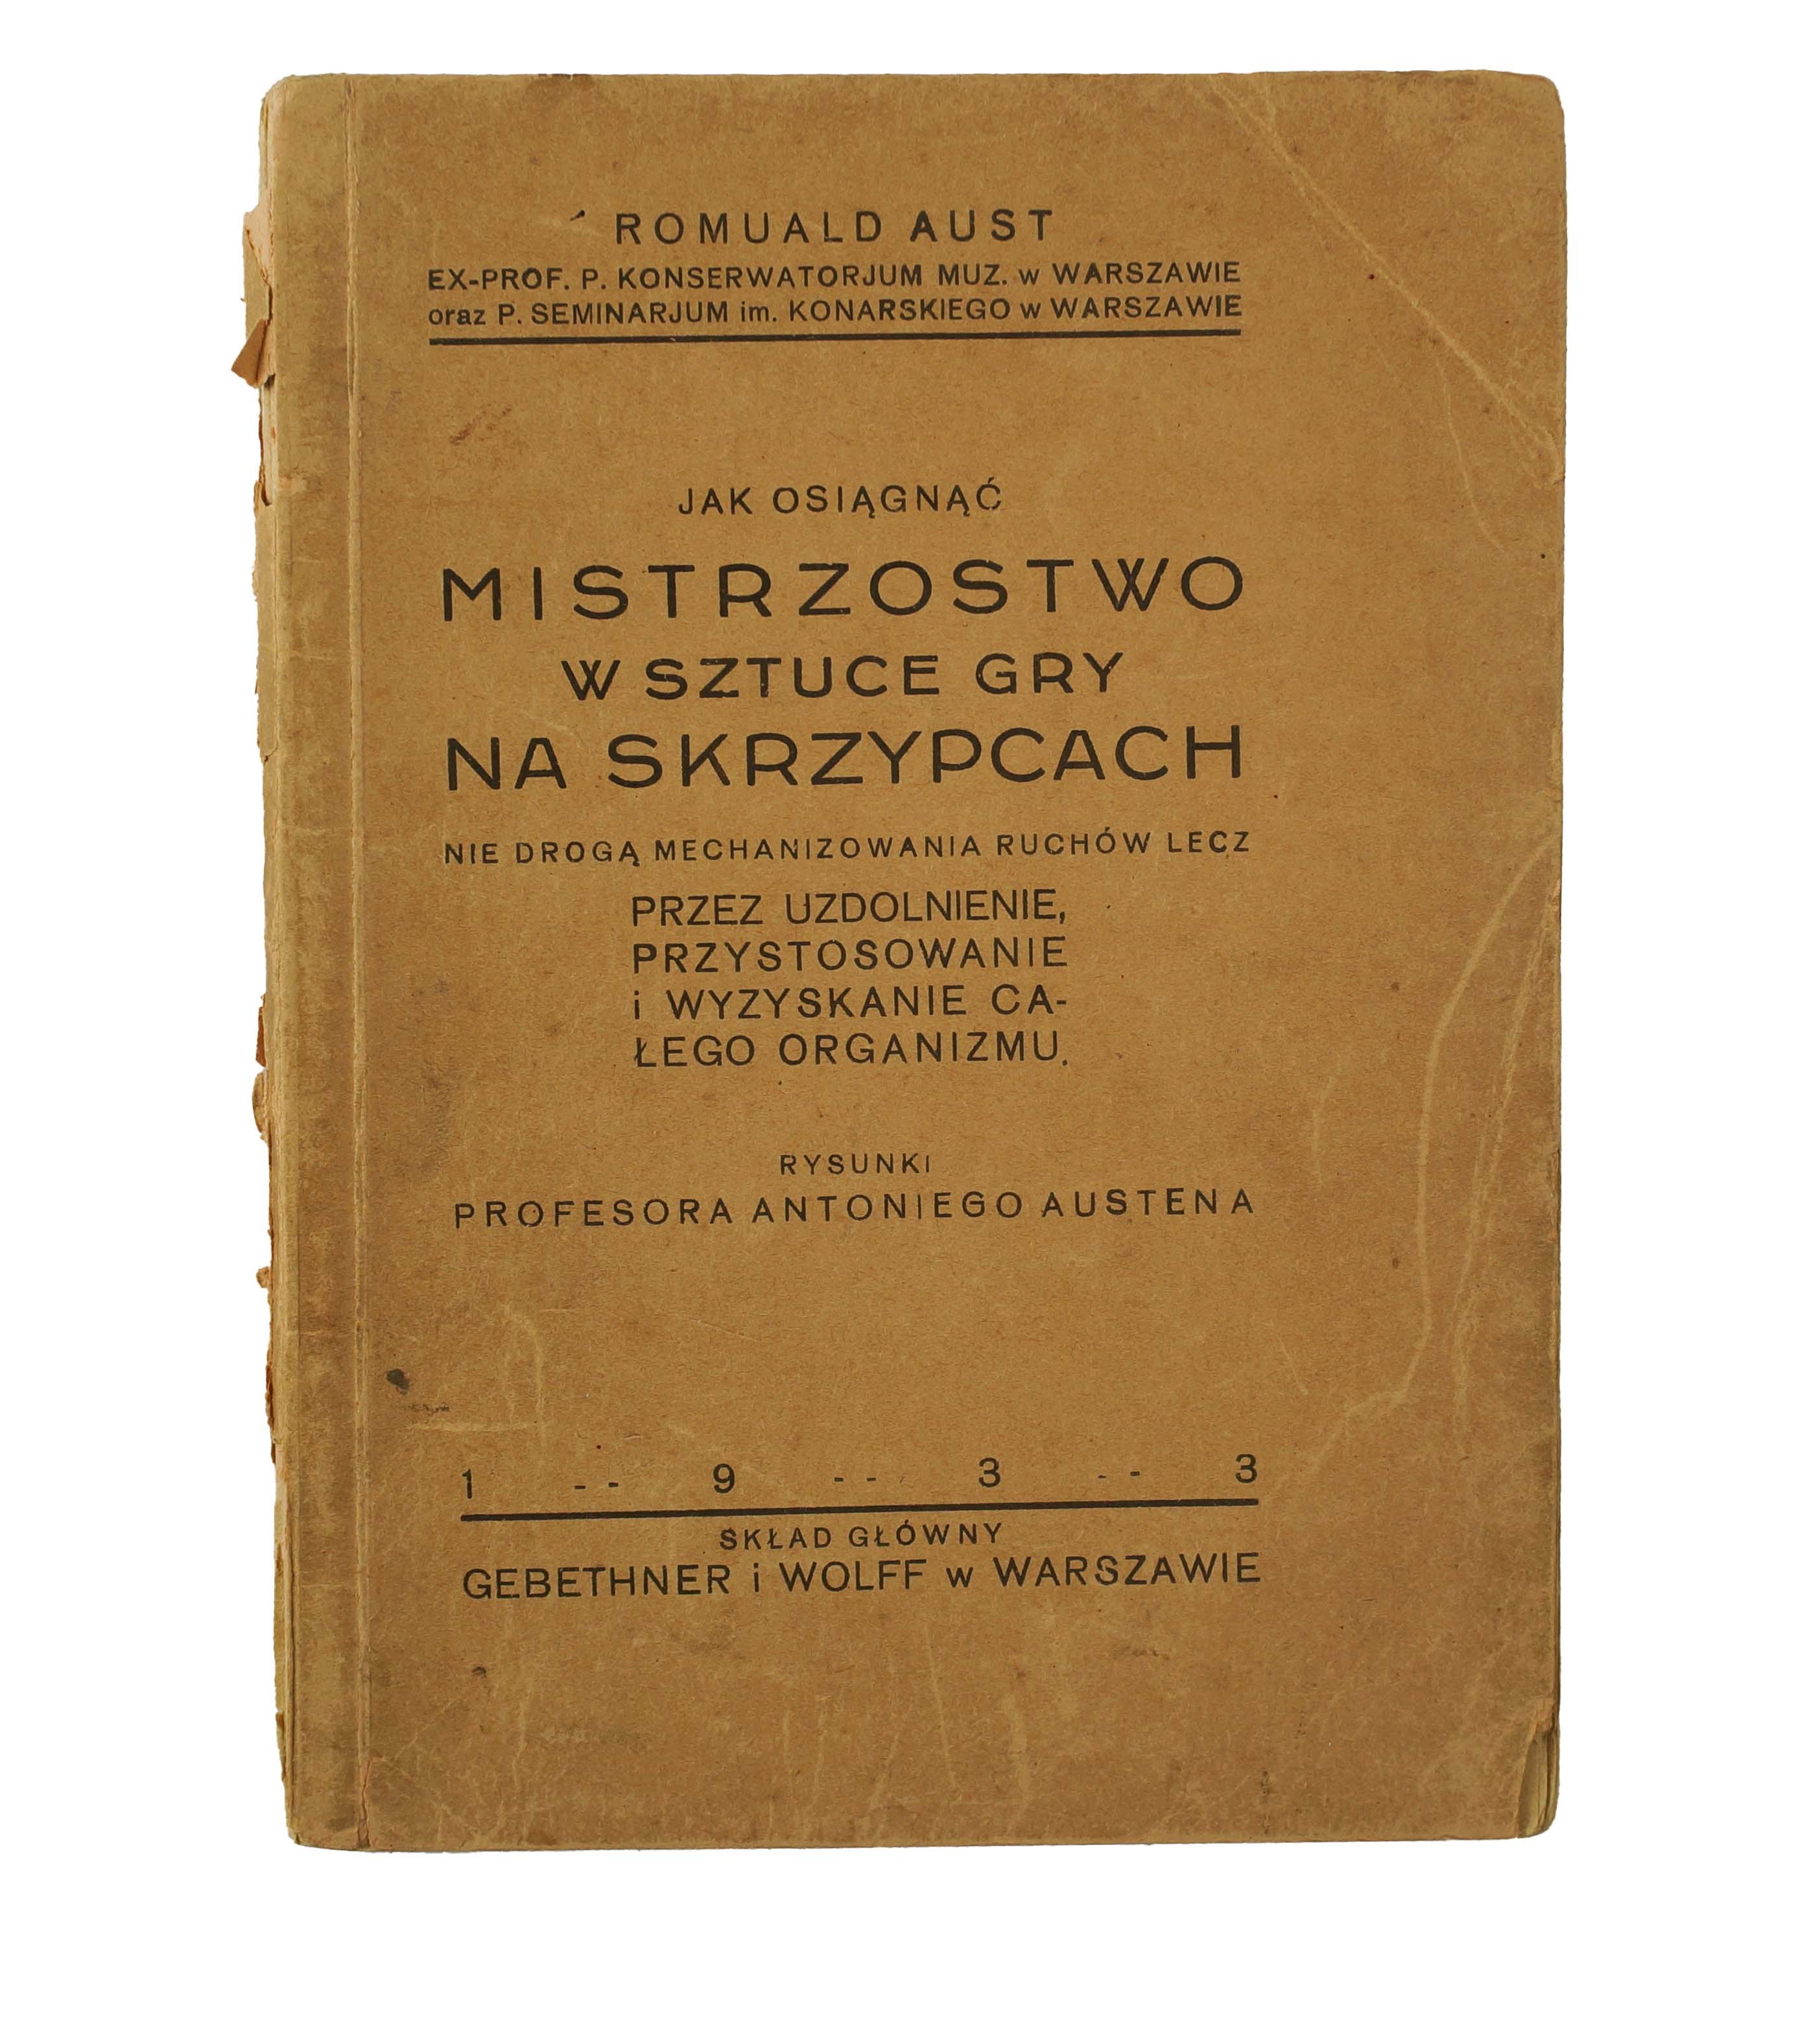 ROMUALD AUST
EX-PROF. P. KONSERWATORJUM MUZ. w WARSZAWIE
oraz P. SEMINARJUM im. KONARSKIEGO w WARSZAWIE
JAK OSIĄGNĄĆ
MISTRZOSTWO
W SZTUCE GRY
NA SKRZYPCACH
NIE DROGĄ MECHANIZOWANIA RUCHÓW LECZ
PRZEZ UZDOLNIENIE,
PRZYSTOSOWANIE
i WYZYSKANIE CA-
ŁEGO ORGANIZMU.
RYSUNKI
PROFESORA ANTONIEGO AUSTENA
1 -- 9 -- 3 -- 3
SKŁAD GŁÓWNY
GEBETHNER i WOLFF w WARSZAWIE